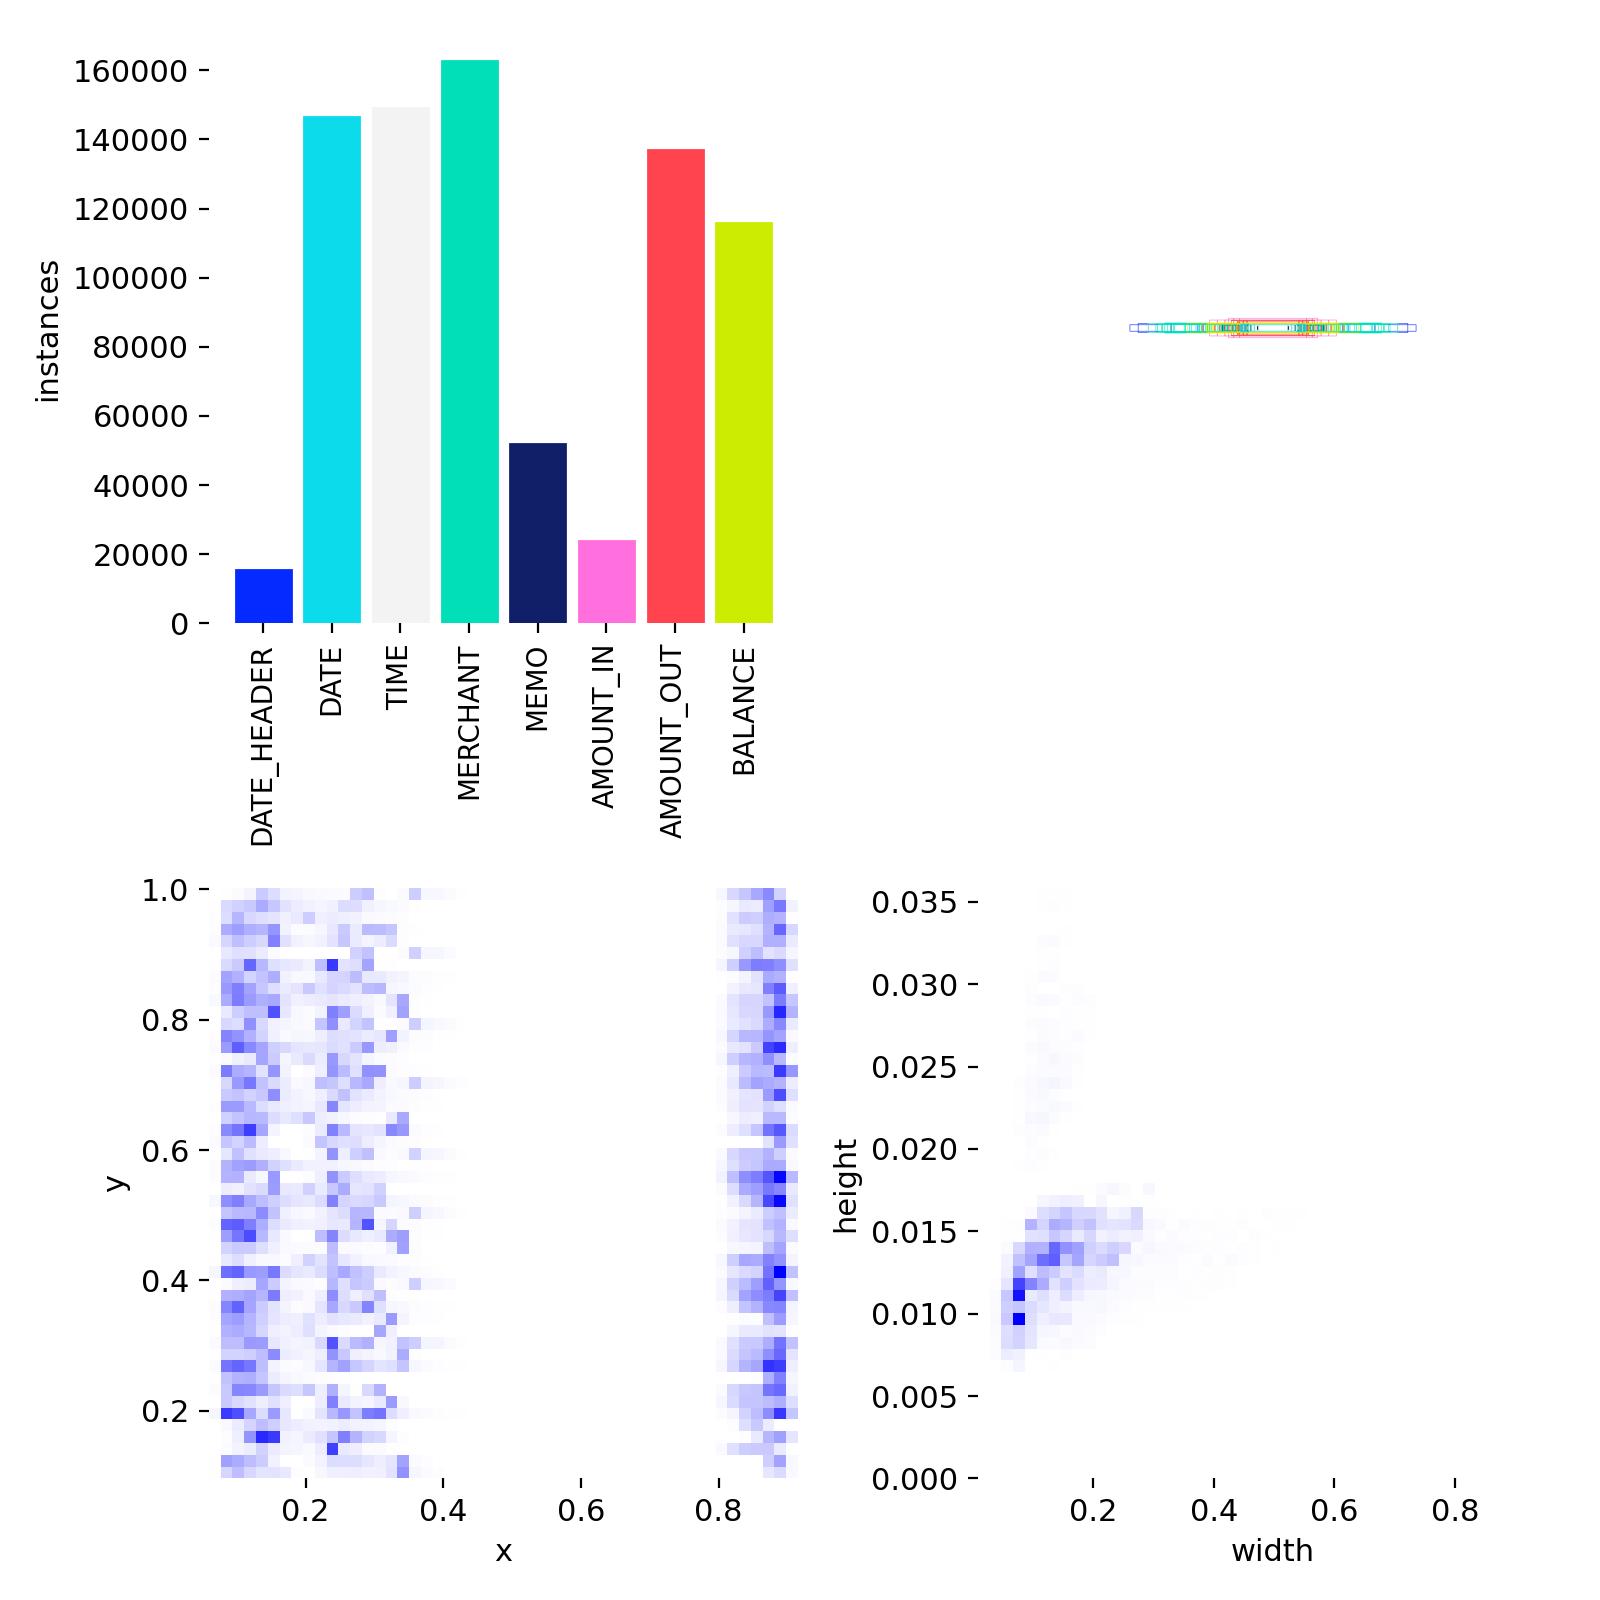 160000
140000
120000
100000
80000
60000
40000
20000
0
instances
DATE_HEADER
DATE
TIME
MERCHANT
MEMO
AMOUNT_IN
AMOUNT_OUT
BALANCE
1.0
0.8
0.6
0.4
0.2
y
0.2 0.4 0.6 0.8
x
0.035
0.030
0.025
0.020
0.015
0.010
0.005
0.000
height
0.2 0.4 0.6 0.8
width